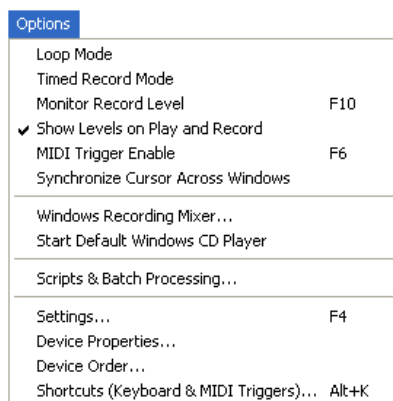 Options
Loop Mode
Timed Record Mode
Monitor Record Level F10
Show Levels on Play and Record
MIDI Trigger Enable F6
Synchronize Cursor Across Windows
Windows Recording Mixer...
Start Default Windows CD Player
Scripts & Batch Processing...
Settings... F4
Device Properties...
Device Order...
Shortcuts (Keyboard & MIDI Triggers)... Alt+K